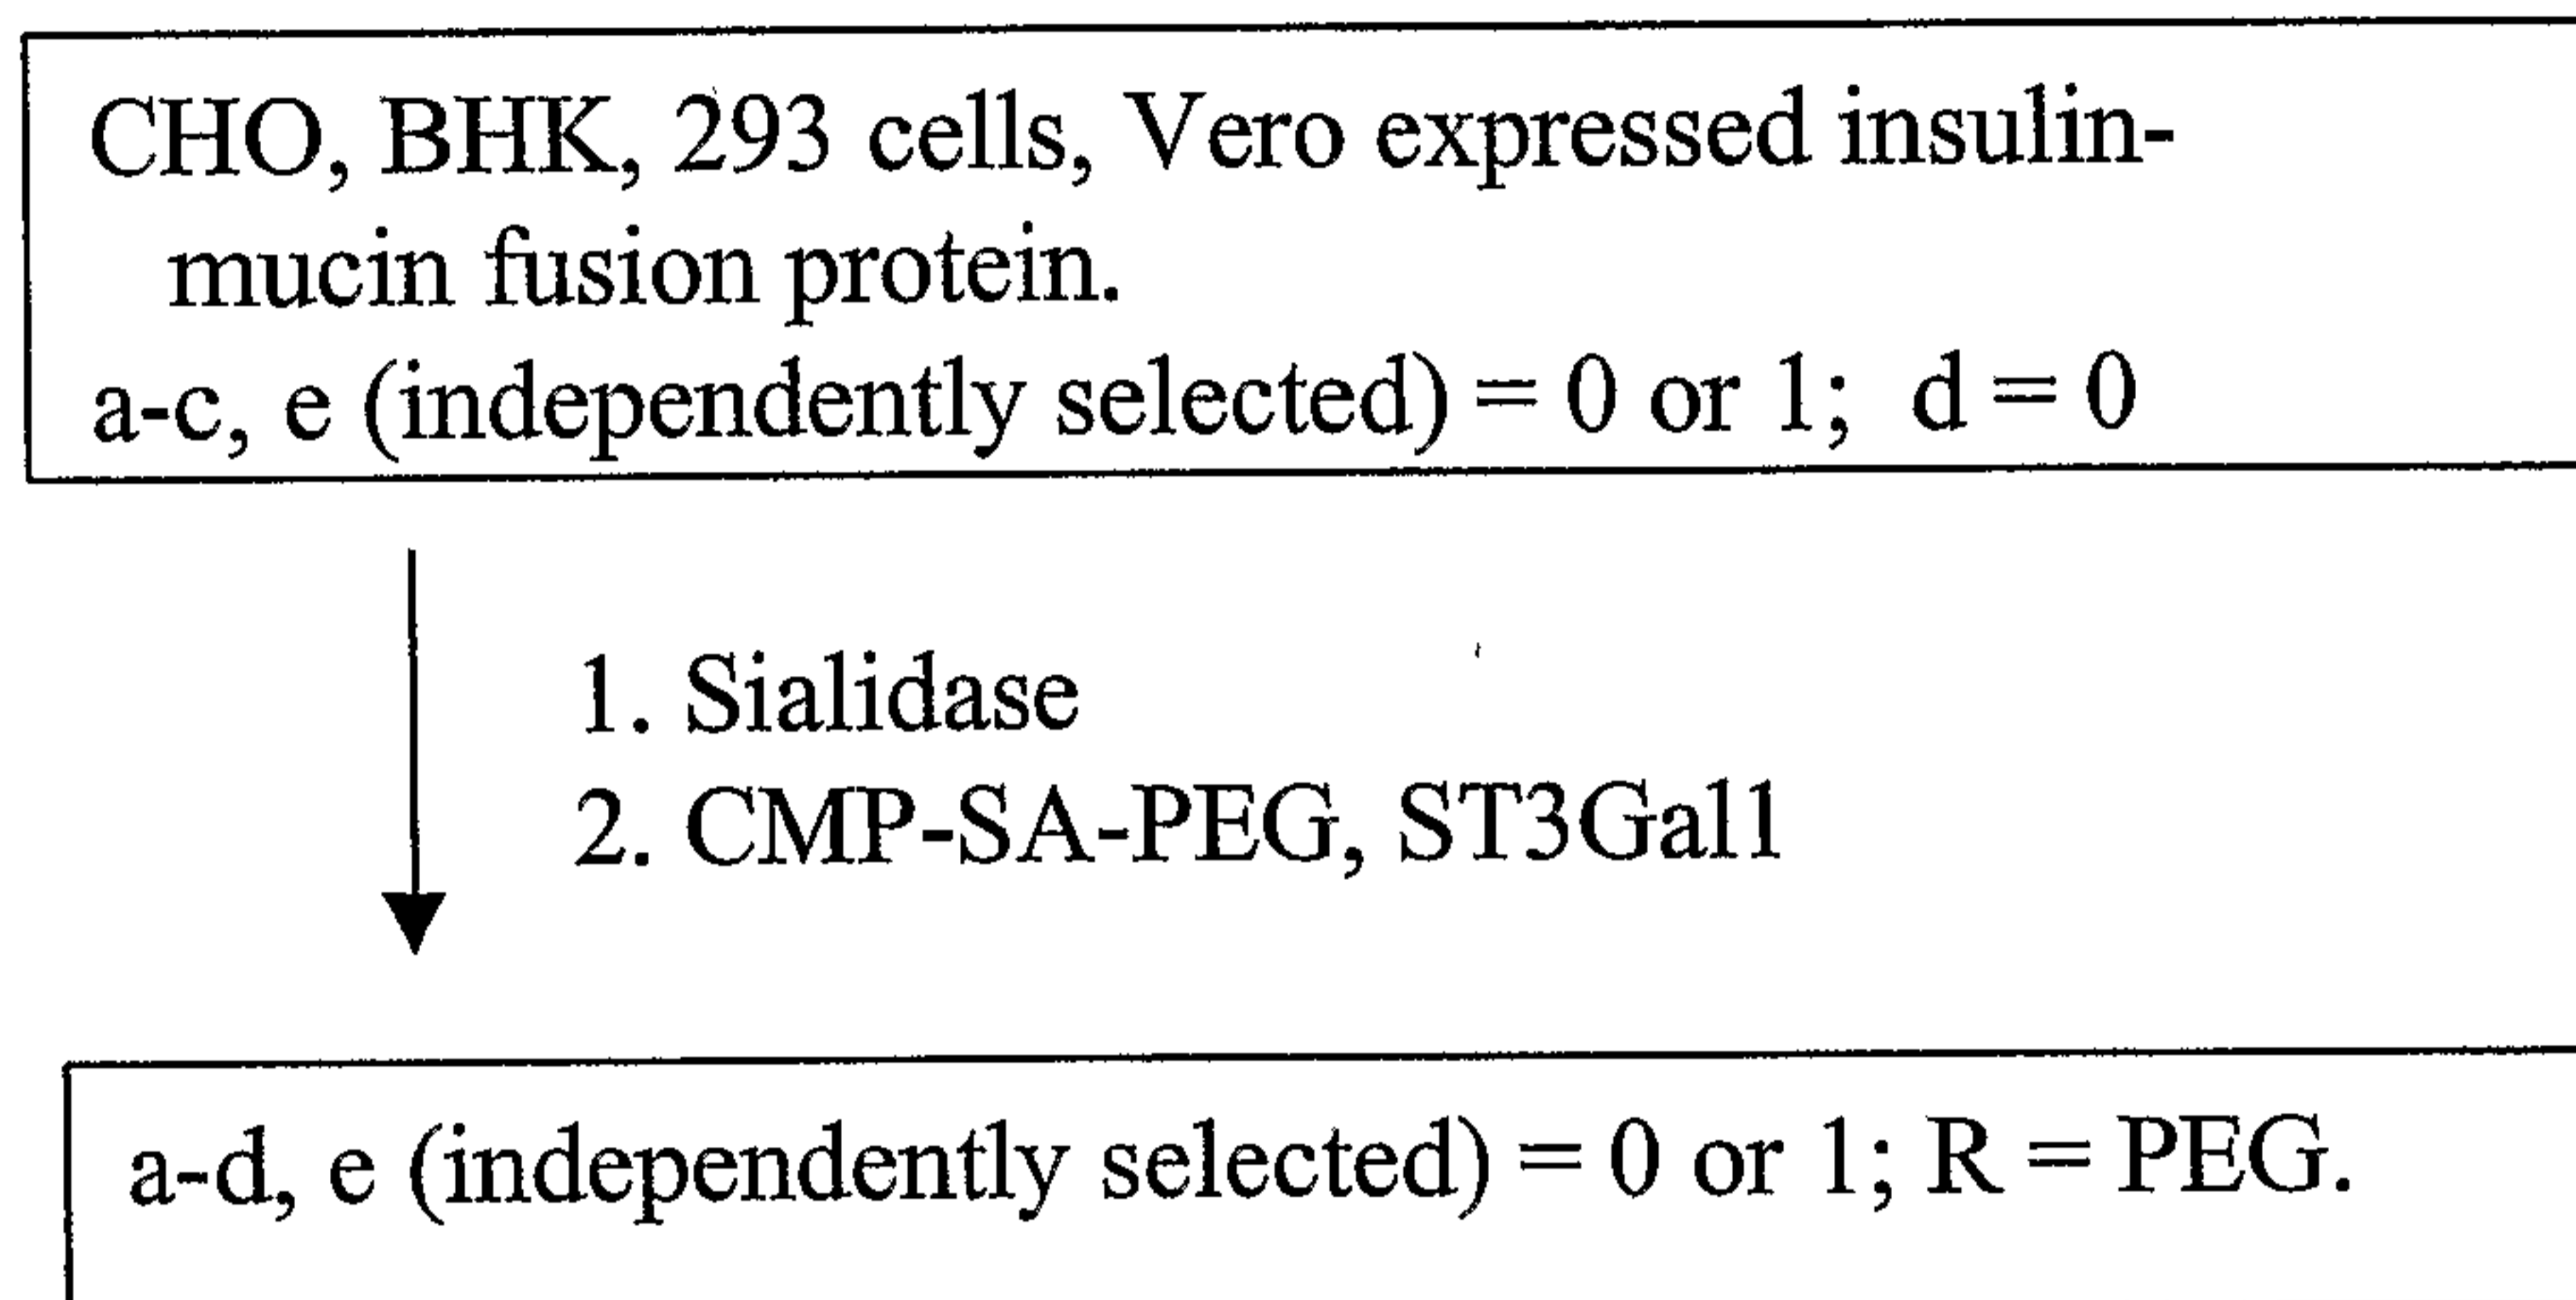 CHO, BHK, 293 cells, Vero expressed insulin-
mucin fusion protein.
a-c, e (independently selected) = 0 or 1; d = 0
1. Sialidase
2. CMP-SA-PEG, ST3Gal1
a-d, e (independently selected) = 0 or 1; R = PEG.